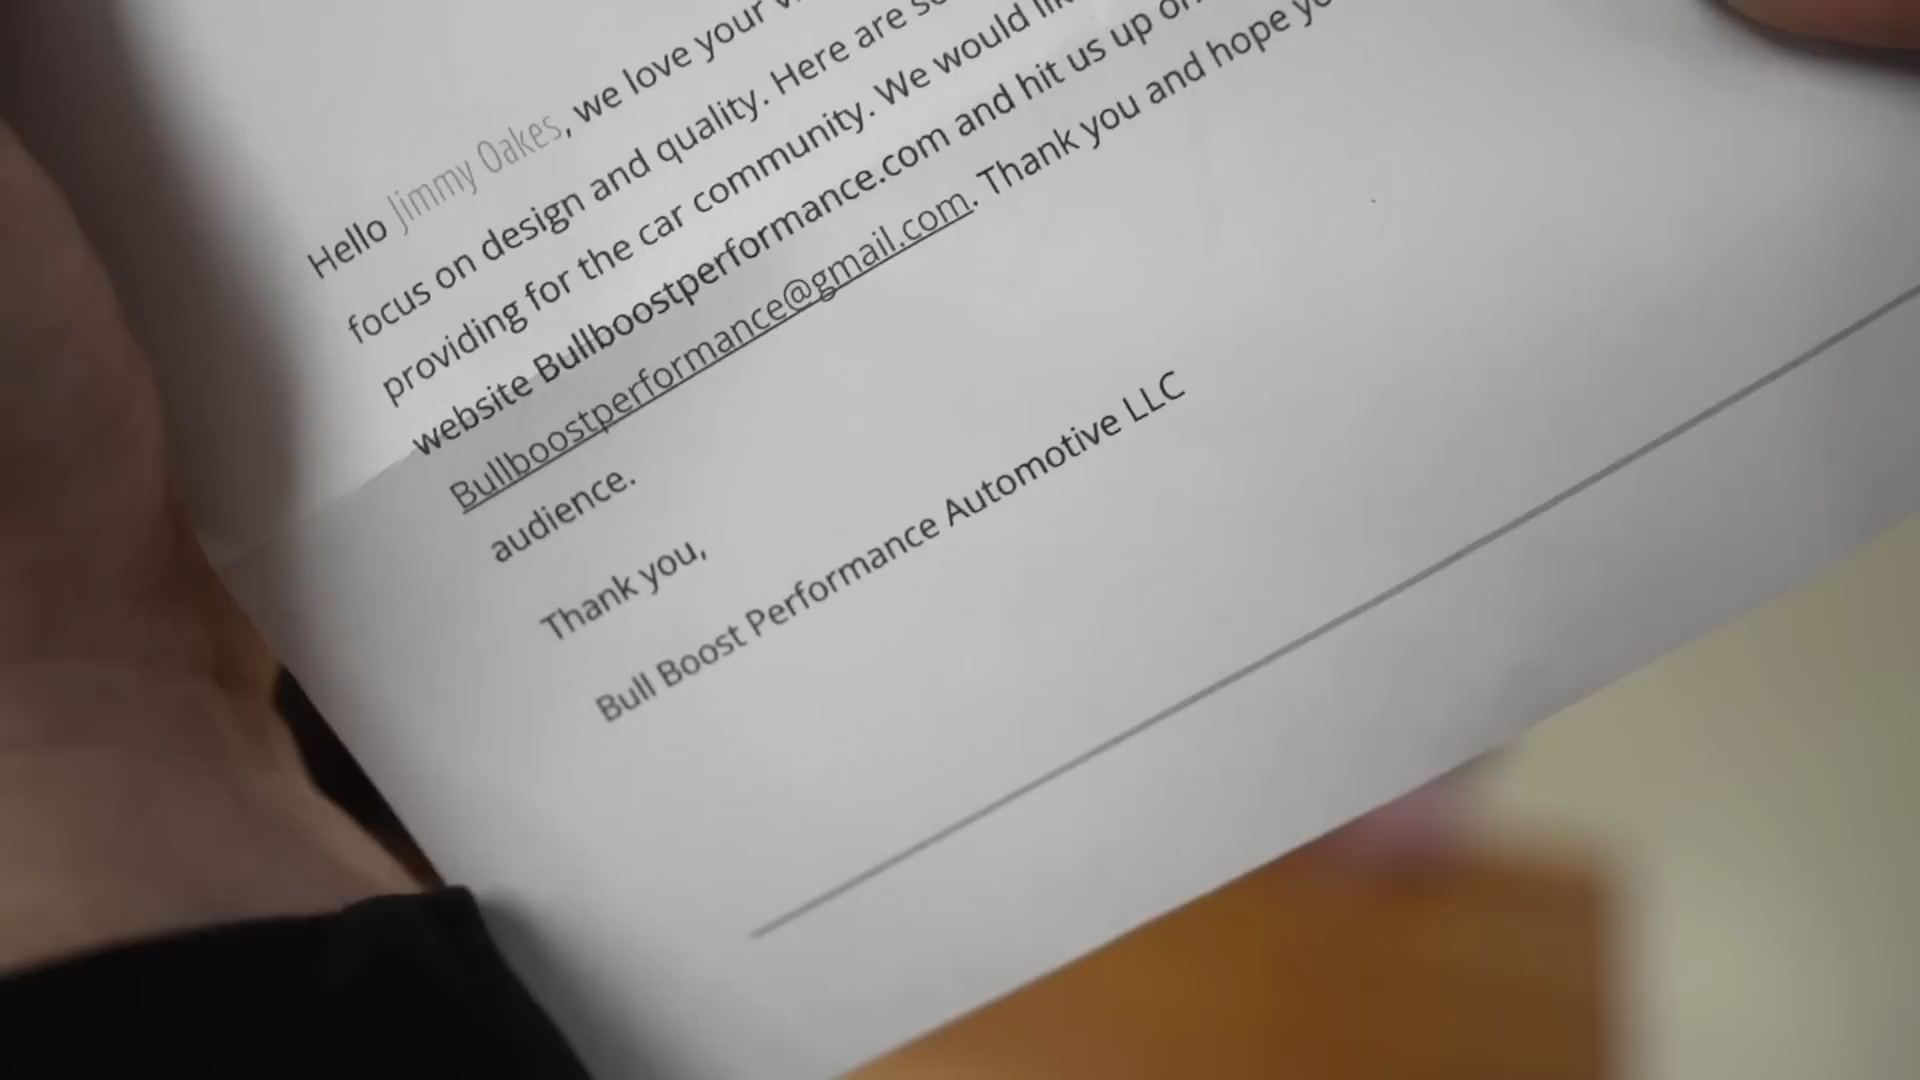 Hello Jimmy Oakes, we love your
focus on design and quality. Here are
providing for the car community. We would
website Bullboostperformance.com and hit us up on
Bullboostperformance@gmail.com. Thank you and hope
audience.
Thank you,
Bull Boost Performance Automotive LLC